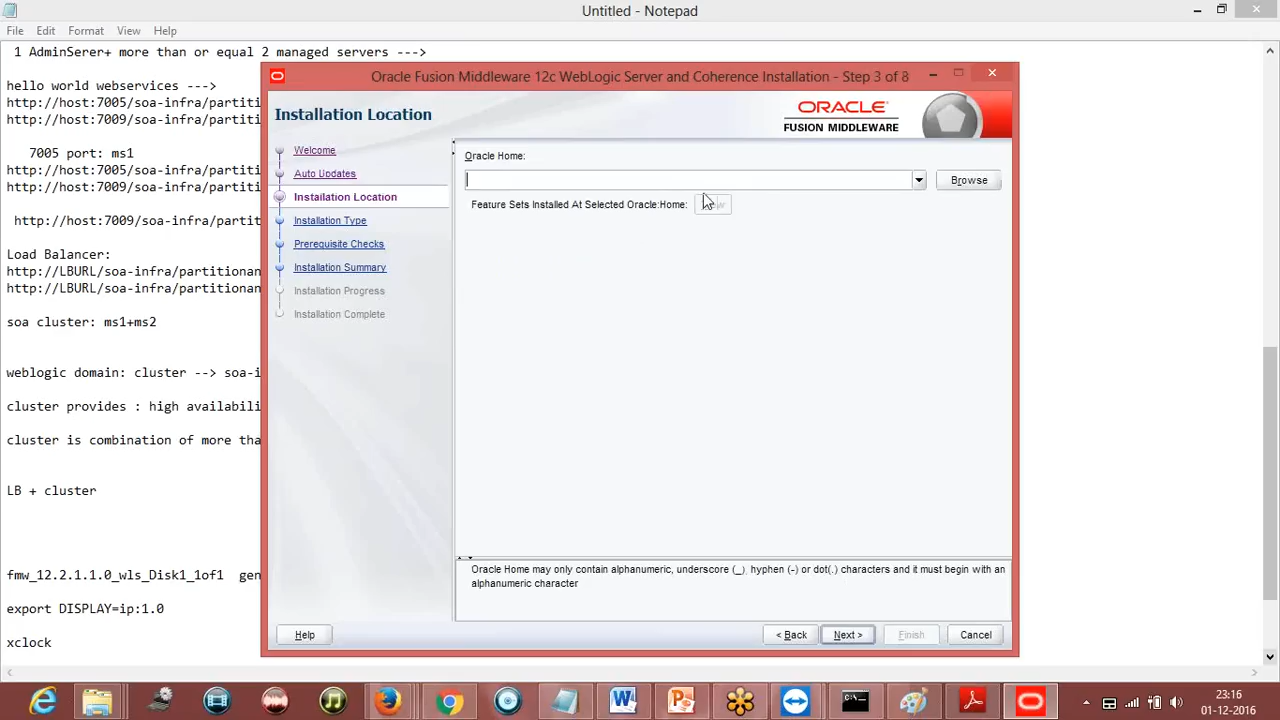 Untitled - Notepad
File Edit Format View Help
1 AdminSerer+ more than or equal 2 managed servers --->
hello world webservices --->
http://host:7005/soa-infra/partiti
http://host:7009/soa-infra/partiti
7005 port: ms1
http://host:7005/soa-infra/partiti
http://host:7009/soa-infra/partiti
http://host:7009/soa-infra/partit
Load Balancer:
http://LBURL/soa-infra/partitionan
http://LBURL/soa-infra/partitionan
soa cluster: ms1+ms2
weblogic domain: cluster --> soa-i
cluster provides : high availabili
cluster is combination of more tha
LB + cluster
fmw_12.2.1.1.0_wls_Disk1_1of1 gen
export DISPLAY=ip:1.0
xclock
Oracle Fusion Middleware 12c WebLogic Server and Coherence Installation - Step 3 of 8
Installation Location
ORACLE
FUSION MIDDLEWARE
Welcome
Auto Updates
Installation Location
Installation Type
Prerequisite Checks
Installation Summary
Installation Progress
Installation Complete
Oracle Home:
Browse
Feature Sets Installed At Selected Oracle:Home:
Oracle Home may only contain alphanumeric, underscore (_), hyphen (-) or dot(.) characters and it must begin with an
alphanumeric character
Help < Back Next > Finish Cancel
23:16
01-12-2016